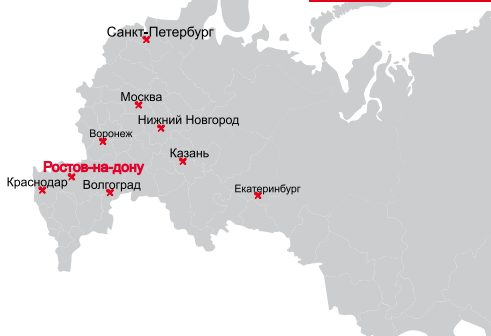 Санкт-Петербург
Москва
Нижний Новгород
Воронеж
Казань
Ростов-на-дону
Краснодар
Волгоград
Екатеринбург